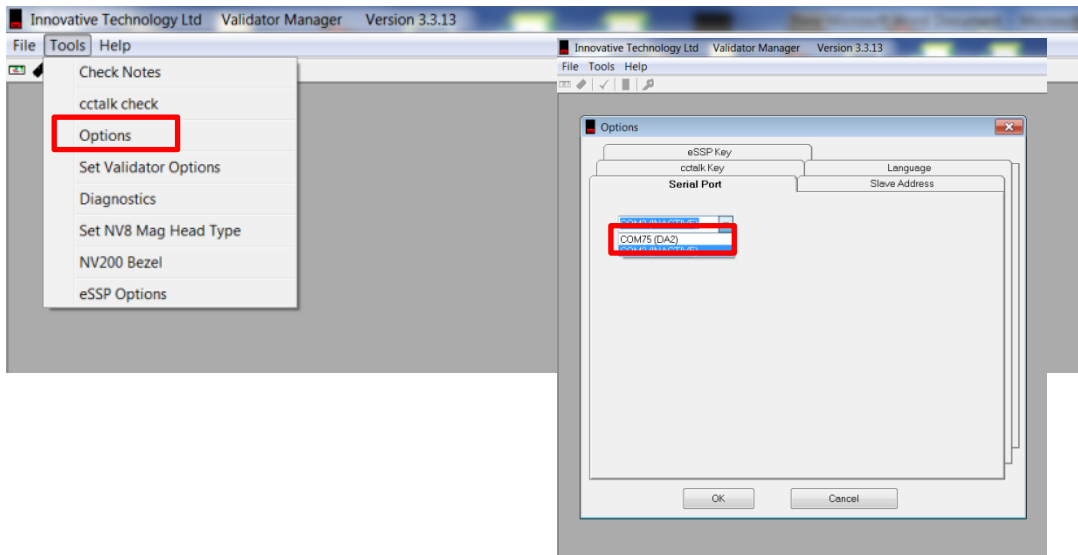 Innovative Technology Ltd Validator Manager Version 3.3.13
File Tools Help
Check Notes
cctalk check
Options
Set Validator Options
Diagnostics
Set NV8 Mag Head Type
NV200 Bezel
eSSP Options
Innovative Technology Ltd Validator Manager Version 3.3.13
File Tools Help
Options
eSSP Key
cctalk Key Language
Serial Port Slave Address
COM75 (DA2)
OK Cancel